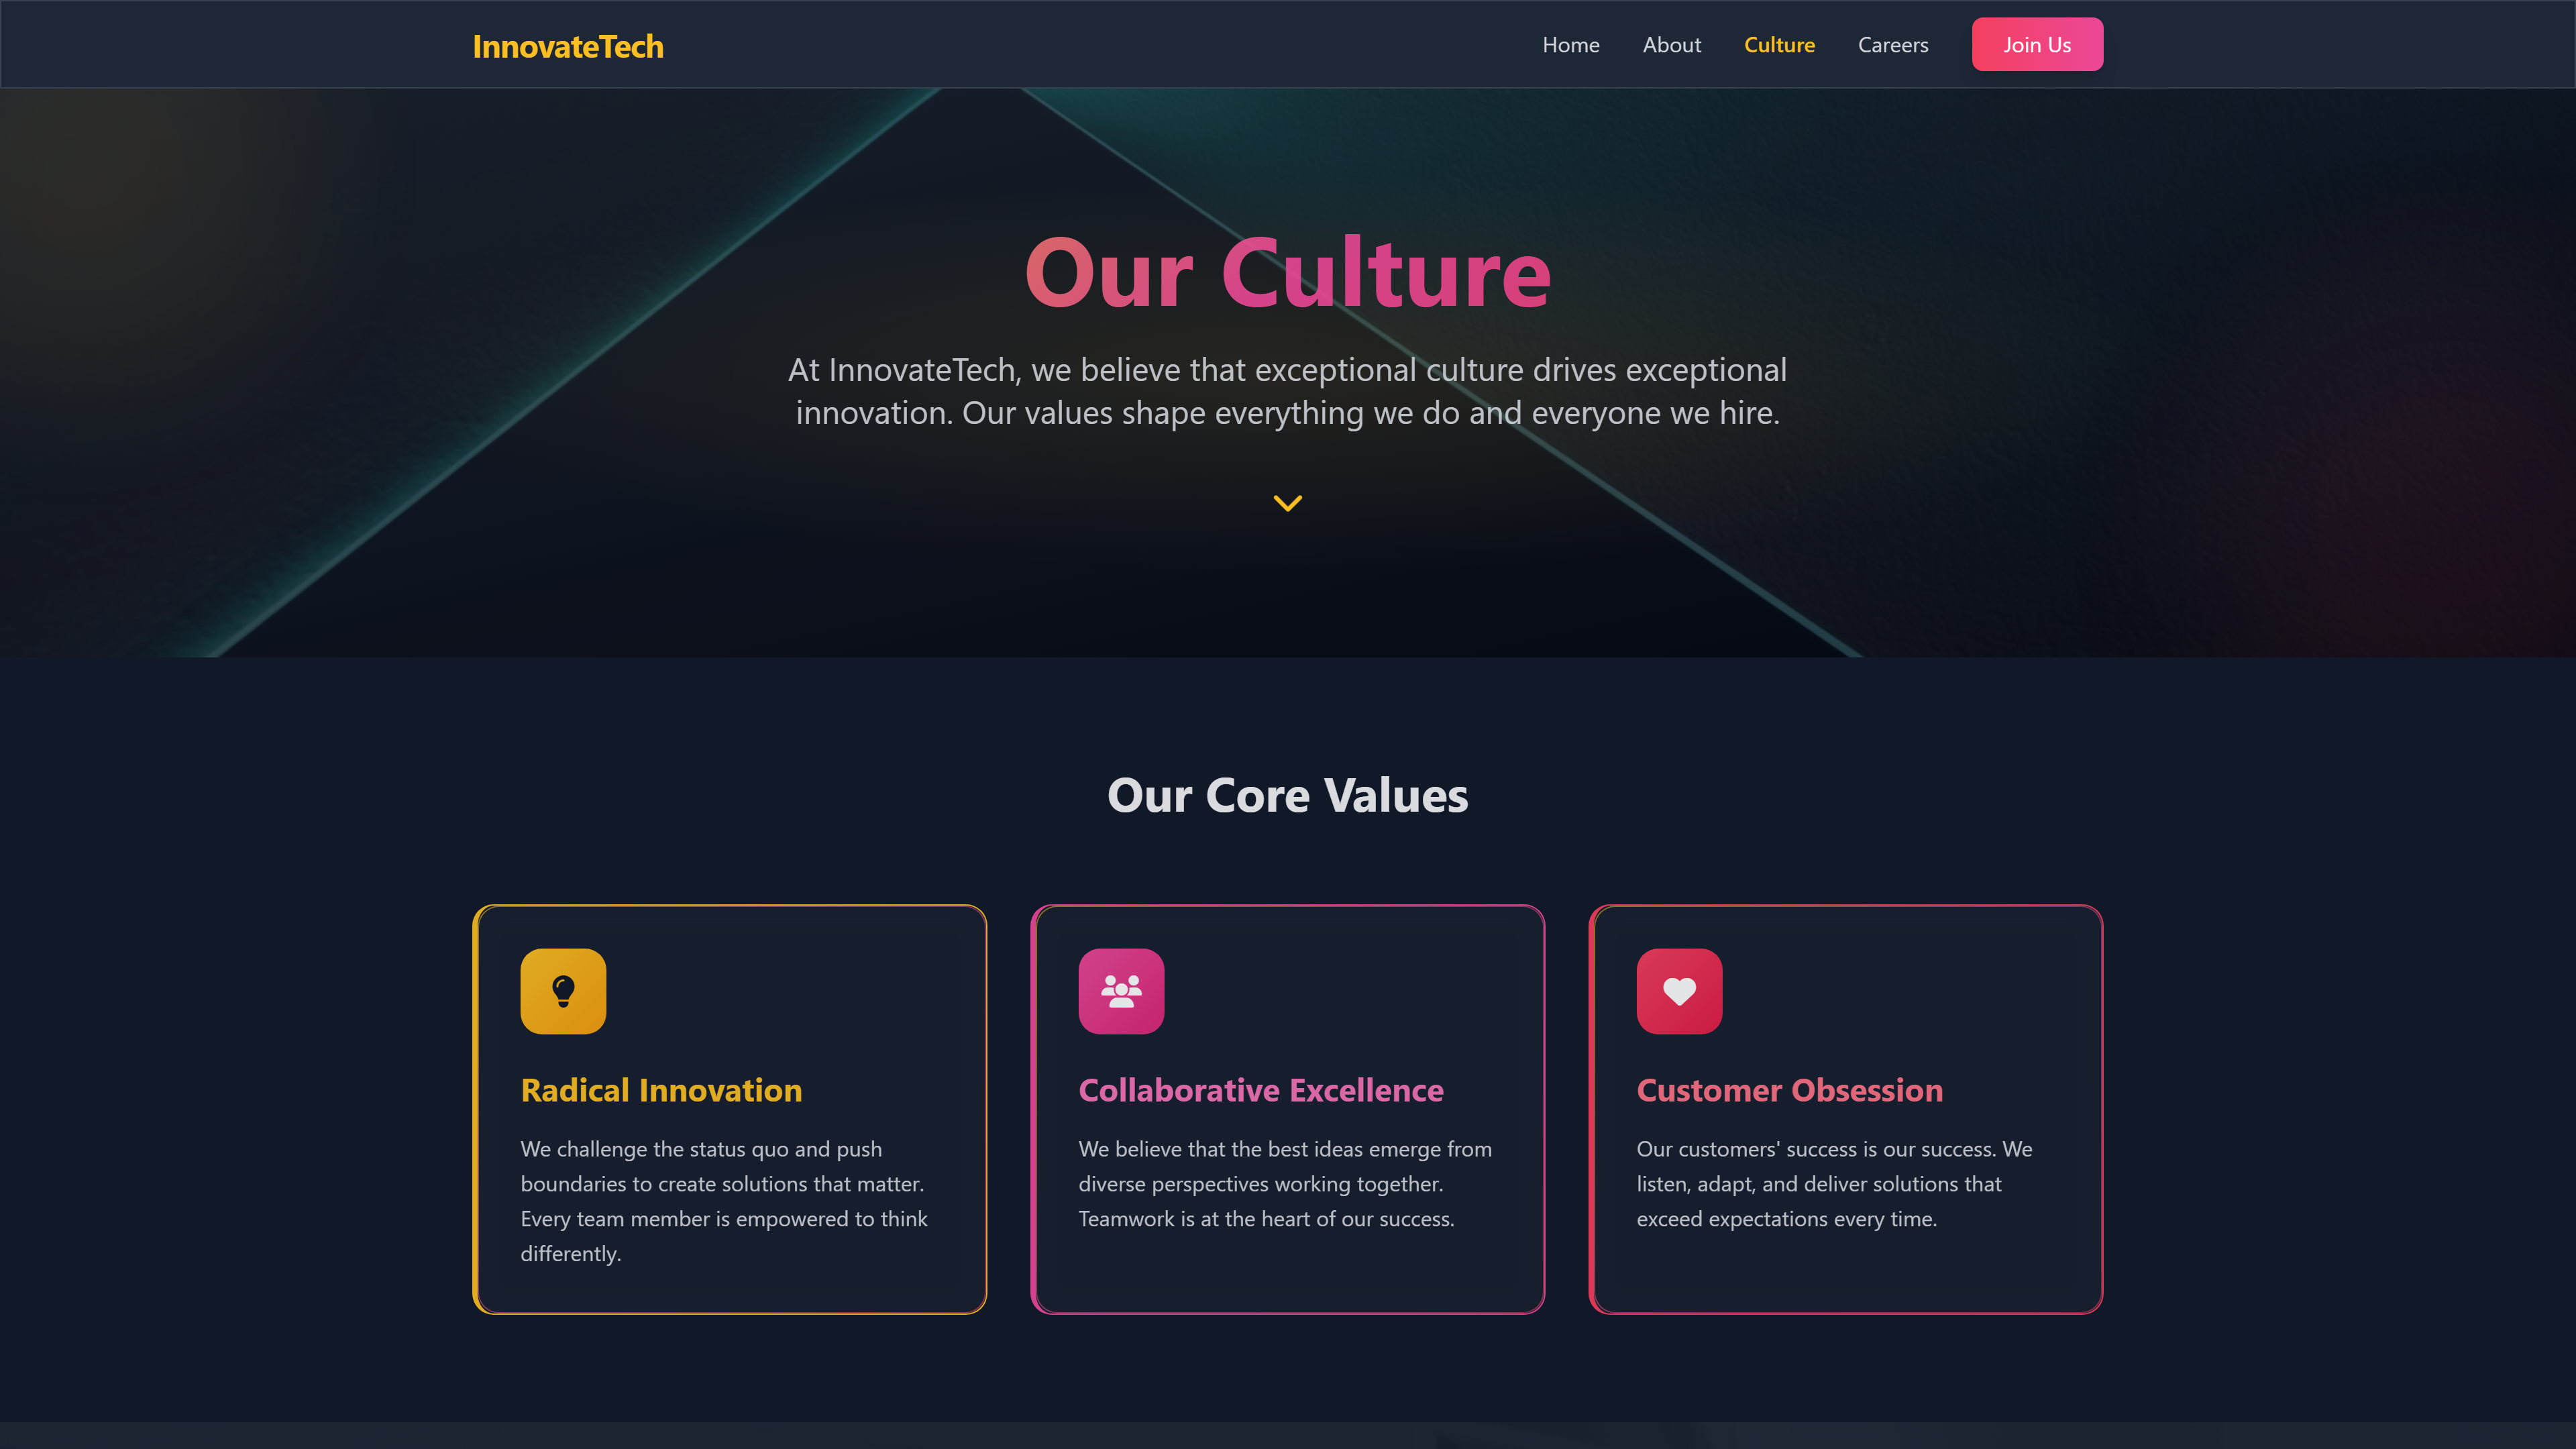 InnovateTech
Home
About
Culture
Careers
Join Us
Our Culture
At InnovateTech, we believe that exceptional culture drives exceptional
innovation. Our values shape everything we do and everyone we hire.
Our Core Values
Radical Innovation
We challenge the status quo and push
boundaries to create solutions that matter.
Every team member is empowered to think
differently.
Collaborative Excellence
We believe that the best ideas emerge from
diverse perspectives working together.
Teamwork is at the heart of our success.
Customer Obsession
Our customers' success is our success. We
listen, adapt, and deliver solutions that
exceed expectations every time.